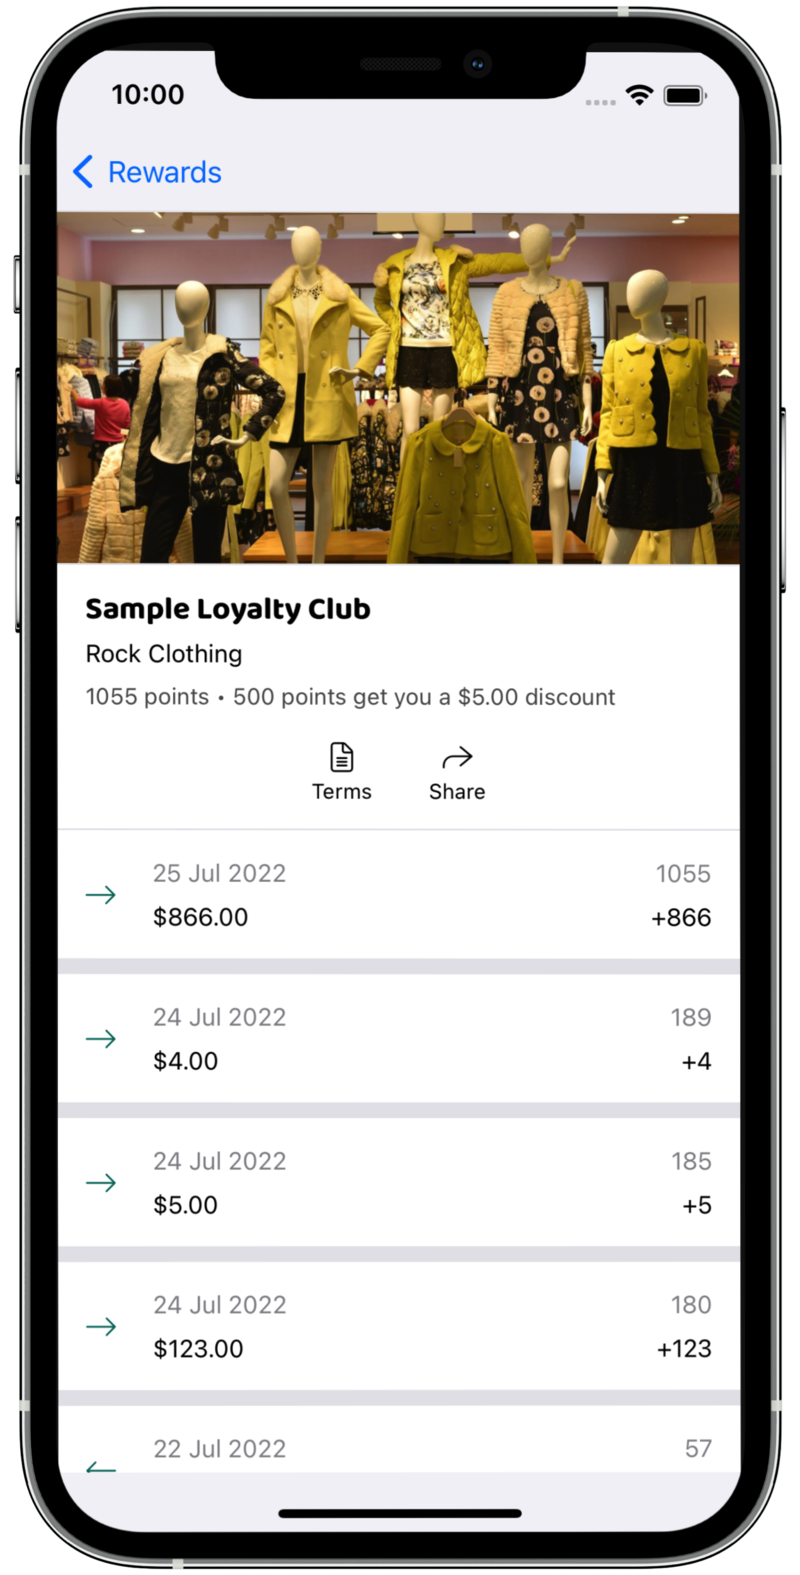 10:00
Rewards
Sample Loyalty Club
Rock Clothing
1055 points • 500 points get you a $5.00 discount
Terms Share
25 Jul 2022 1055
$866.00 +866
24 Jul 2022 189
$4.00 +4
24 Jul 2022 185
$5.00 +5
24 Jul 2022 180
$123.00 +123
22 Jul 2022 57